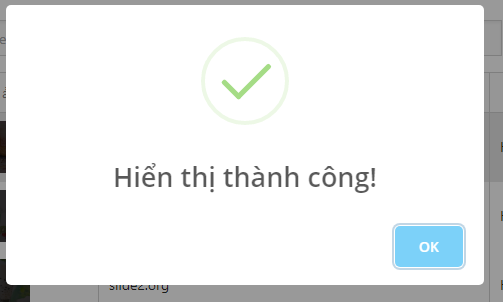 Hiển thị thành công!
OK
slide2.org